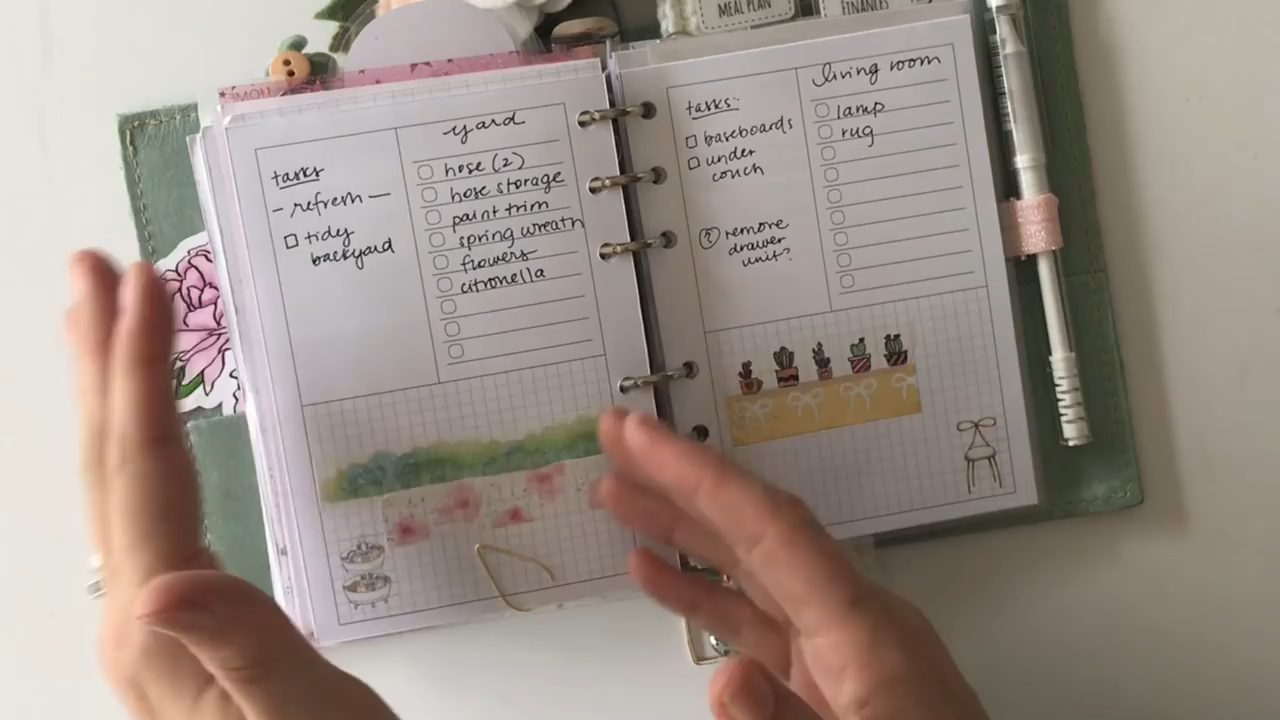 MEAL PLAN
FINANCES
HOME
yard
tasks
- refresh -
tidy
backyard
hose (2)
hose storage
paint trim
spring wreath
flowers
citronella
living room
tasks:
baseboards
under
couch
? remove
drawer
unit?
lamp
rug